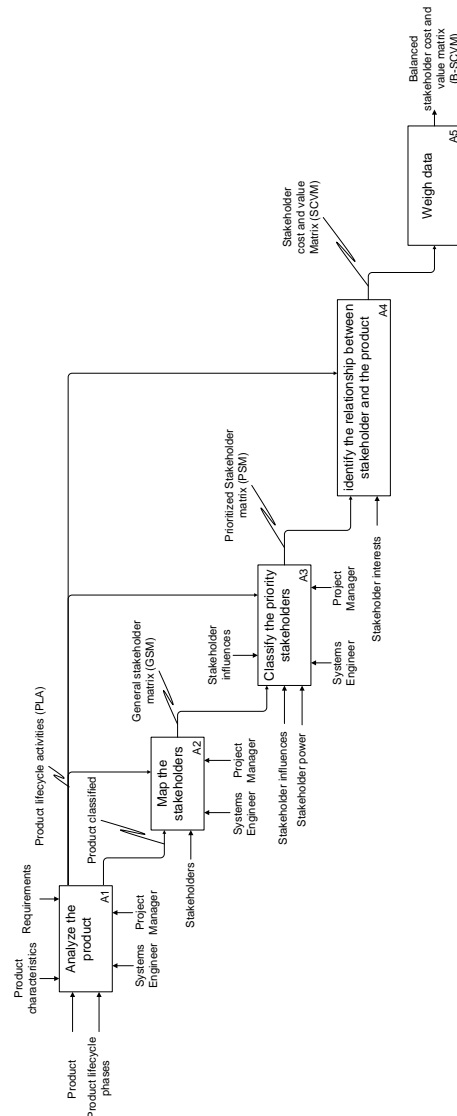 Product
Product lifecycle
phases
Product
characteristics
Requirements
Analyze the
product
A1
Systems
Engineer
Project
Manager
Product lifecycle activities (PLA)
Product classified
Stakeholders
Map the
stakeholders
A2
Systems
Engineer
Project
Manager
General stakeholder
matrix (GSM)
Stakeholder influences
Stakeholder power
Stakeholder
influences
Classify the priority
stakeholders
A3
Systems
Engineer
Project
Manager
Prioritized Stakeholder
matrix (PSM)
Stakeholder interests
identify the relationship between
stakeholder and the product
A4
Stakeholder
cost and value
Matrix (SCVM)
Weigh data
A5
Balanced
stakeholder cost and
value matrix
(B-SCVM)